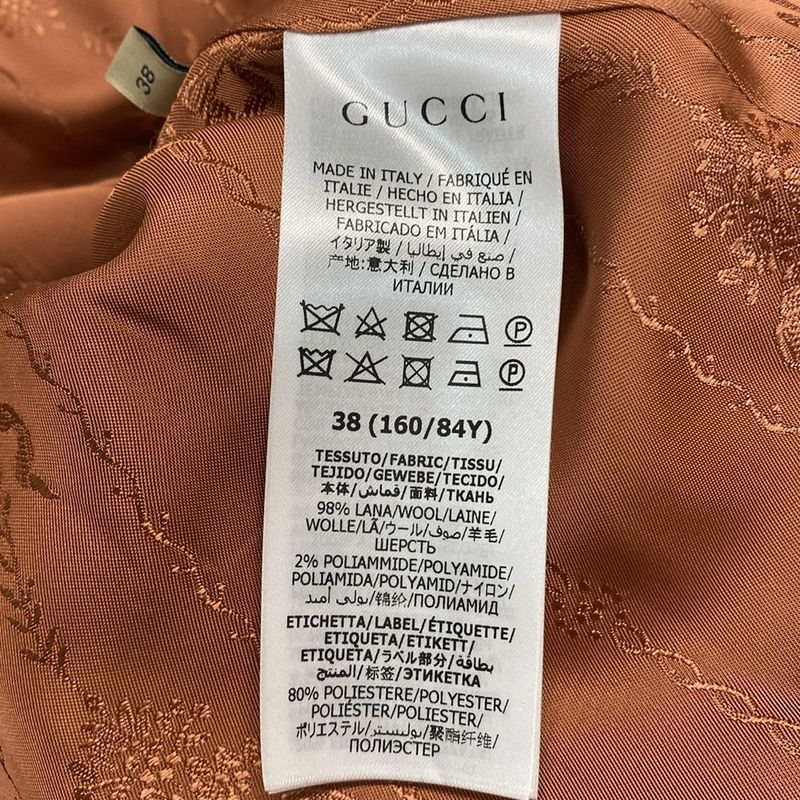 38
GUCCI
MADE IN ITALY / FABRIQUÉ EN
ITALIE / HECHO EN ITALIA /
HERGESTELLT IN ITALIEN /
FABRICADO EM ITÁLIA /
イタリア製 / صنع في إيطاليا /
产地:意大利 / СДЕЛАНО В
ИТАЛИИ
P
P
38 (160/84Y)
TESSUTO/FABRIC/TISSU/
TEJIDO/GEWEBE/TECIDO/
本体/قماش/面料/ТКАНЬ
98% LANA/WOOL/LAINE/
WOLLE/LÃ/ウール/صوف/羊毛/
ШЕРСТЬ
2% POLIAMMIDE/POLYAMIDE/
POLIAMIDA/POLYAMID/ナイロン/
بولي أميد/锦纶/ПОЛИАМИД
ETICHETTA/LABEL/ÉTIQUETTE/
ETIQUETA/ETIKETT/
ETIQUETA/ラベル部分/بطاقة/
المنتج/标签/ЭТИКЕТКА
80% POLIESTERE/POLYESTER/
POLIÉSTER/POLIESTER/
ポリエステル/بوليستر/聚酯纤维/
ПОЛИЭСТЕР